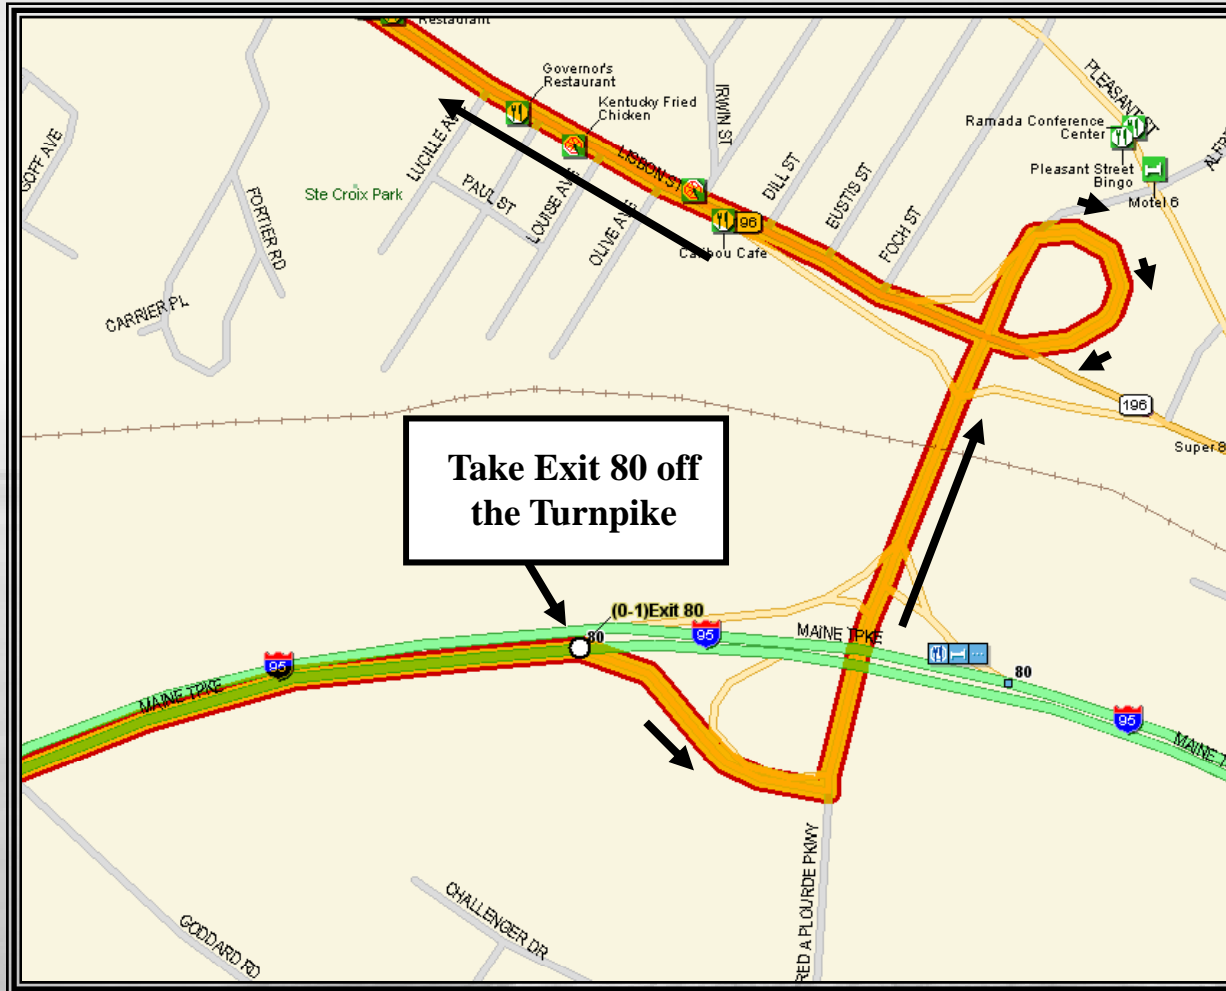 Restaurant
Governor's
Restaurant
Kentucky Fried
Chicken
IRWIN ST
PLEASANT ST
Ramada Conference
Center
Pleasant Street
Bingo
Motel 6
ALFR
GOFF AVE
LUCILLE AVE
LISBON ST
DILL ST
EUSTIS ST
FOCH ST
Ste Croix Park
PAUL ST
LOUISE AVE
OLIVE AVE
FORTIER RD
196
Caribou Cafe
CARRIER PL
196
Super 8
Take Exit 80 off
the Turnpike
(0-1)Exit 80
80
95
MAINE TPKE
95
80
MAINE TPKE
95
MAINE T
RED A PLOURDE PKWY
CHALLENGER DR
GODDARD RD